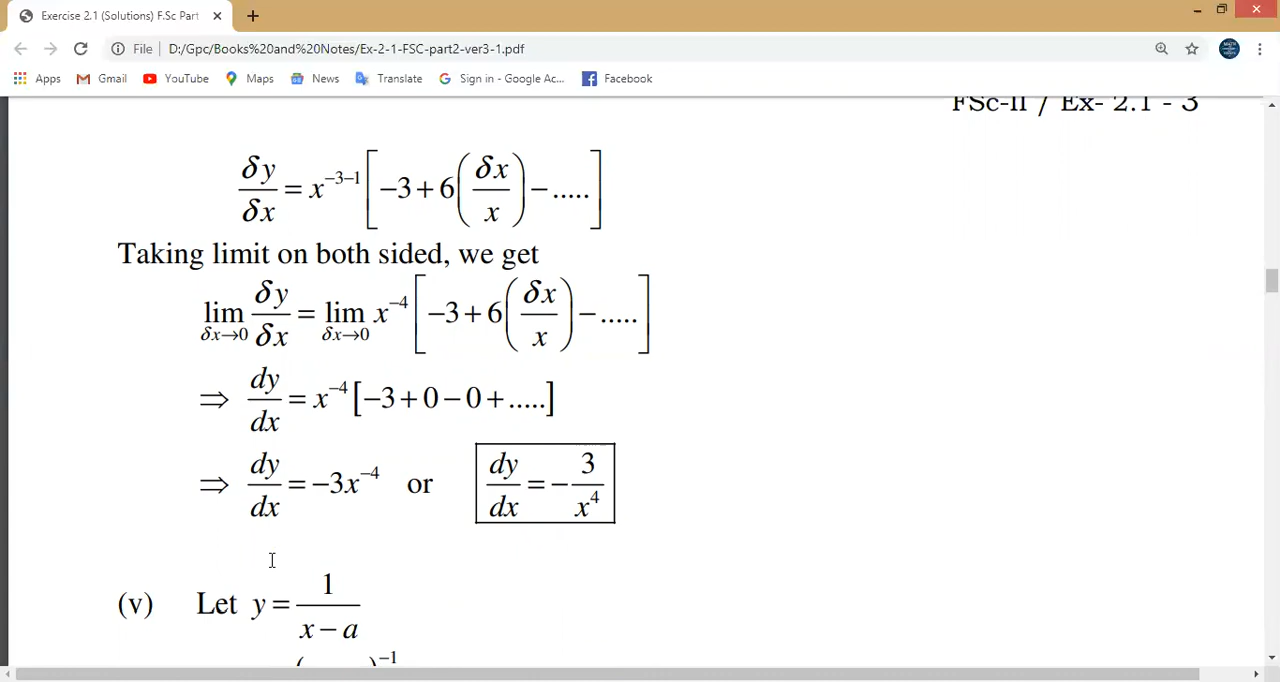 Exercise 2.1 (Solutions) F.Sc Part
File D:/Gpc/Books%20and%20Notes/Ex-2-1-FSC-part2-ver3-1.pdf
Apps Gmail YouTube Maps News Translate Sign in - Google Ac... Facebook
FSc-II / Ex- 2.1 - 3
δy/δx = x^{-3-1} [ -3 + 6 (δx/x) - ..... ]
Taking limit on both sided, we get
lim_{δx→0} δy/δx = lim_{δx→0} x^{-4} [ -3 + 6 (δx/x) - ..... ]
⇒ dy/dx = x^{-4} [-3 + 0 - 0 + .....]
⇒ dy/dx = -3x^{-4} or dy/dx = - 3/x^4
(v) Let y = 1/(x - a)